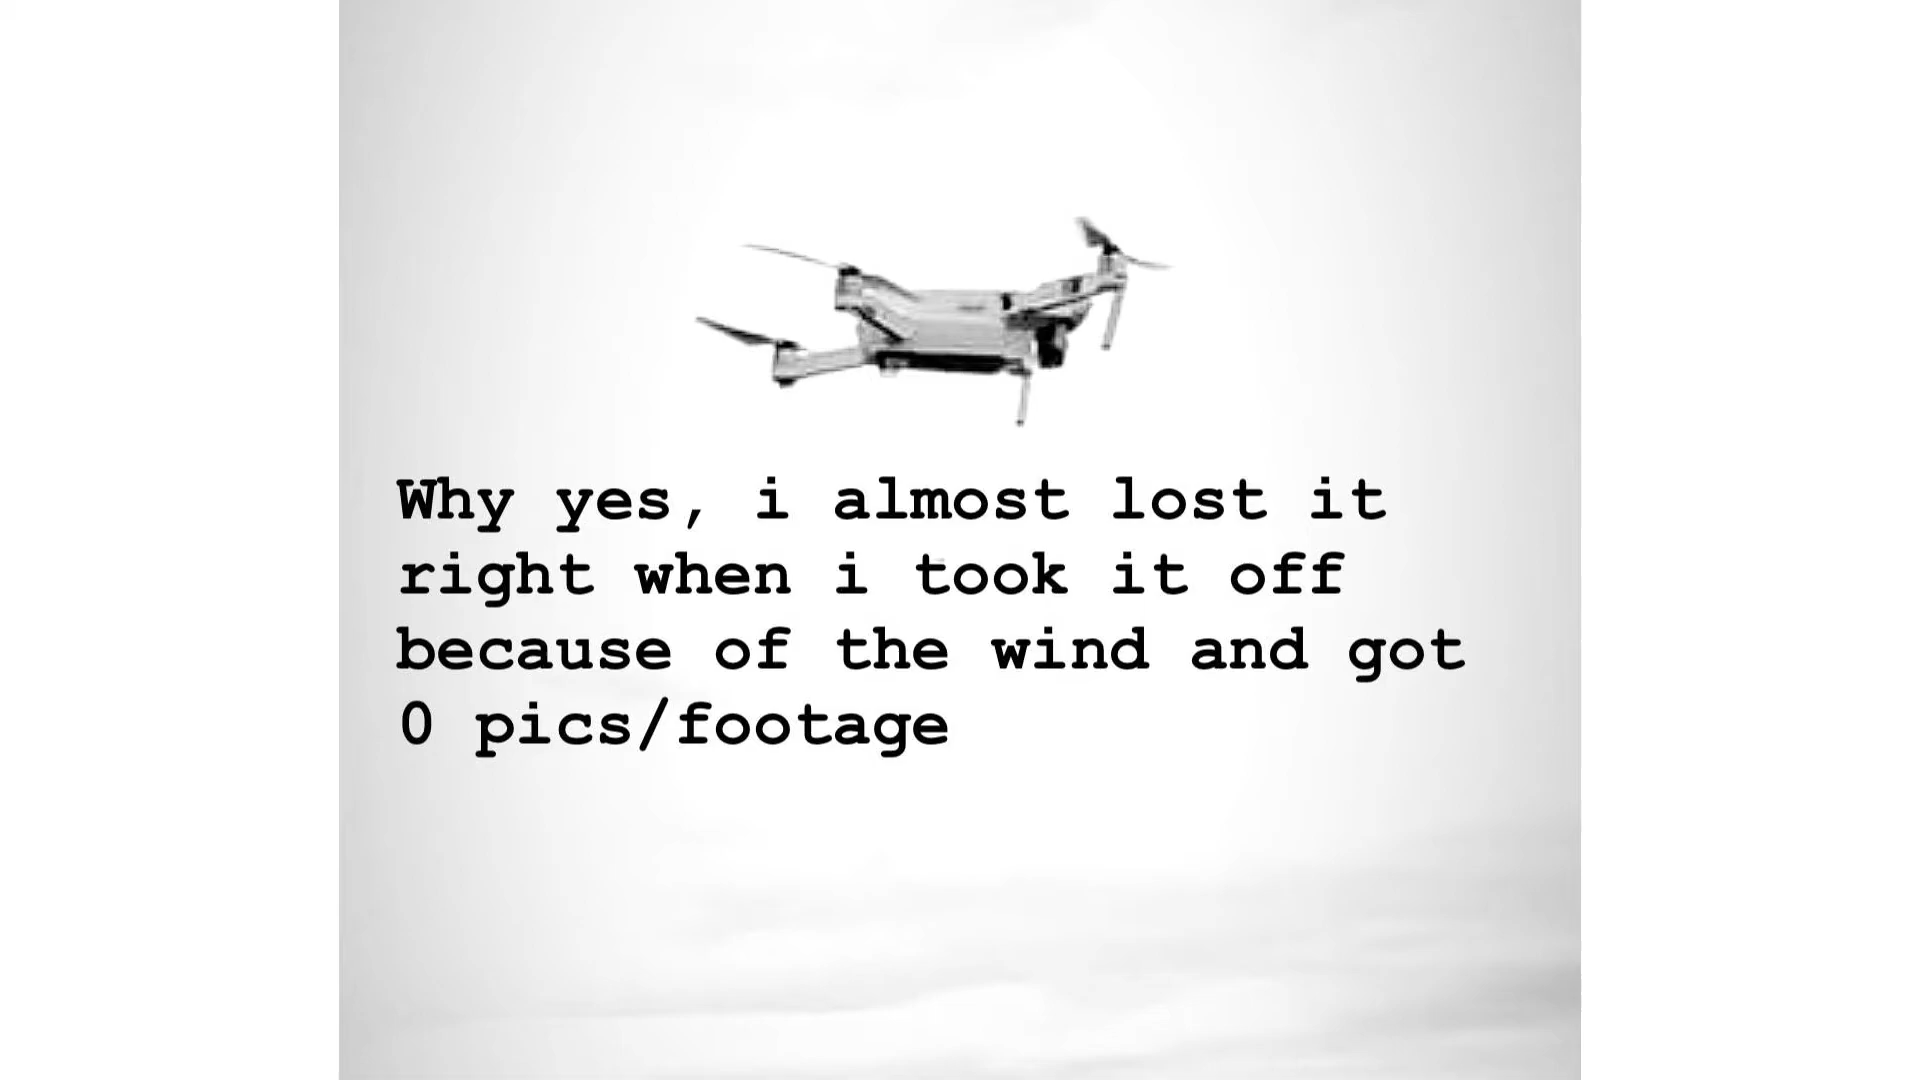 Why yes, i almost lost it
right when i took it off
because of the wind and got
0 pics/footage